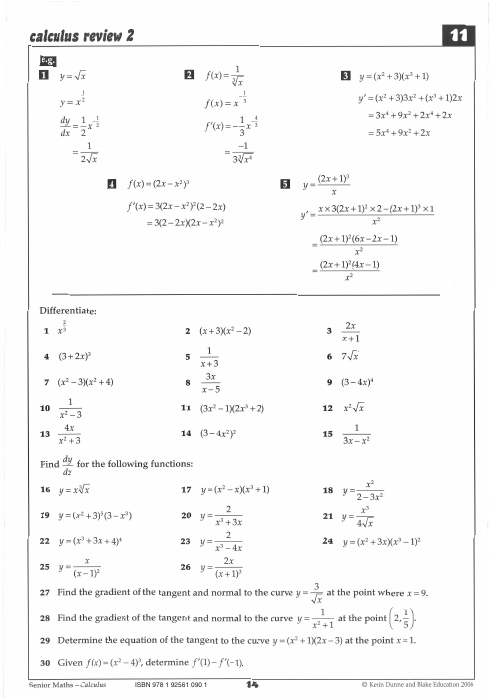 calculus review 2 11
e.g.
1 y = √x
y = x^(1/2)
dy/dx = 1/2 x^(-1/2)
= 1/(2√x)
2 f(x) = 1/∛x
f(x) = x^(-1/3)
f'(x) = -1/3 x^(-4/3)
= -1/(3∛x⁴)
3 y = (x² + 3)(x³ + 1)
y' = (x² + 3)3x² + (x³ + 1)2x
= 3x⁴ + 9x² + 2x⁴ + 2x
= 5x⁴ + 9x² + 2x
4 f(x) = (2x − x²)³
f'(x) = 3(2x − x²)²(2 − 2x)
= 3(2 − 2x)(2x − x²)²
5 y = (2x + 1)³/x
y' = (x × 3(2x + 1)² × 2 − (2x + 1)³ × 1)/x²
= (2x + 1)²(6x − 2x − 1)/x²
= (2x + 1)²(4x − 1)/x²
Differentiate:
1 x^(2/3) 2 (x + 3)(x² − 2) 3 2x/(x + 1)
4 (3 + 2x)³ 5 1/(x + 3) 6 7√x
7 (x² − 3)(x² + 4) 8 3x/(x − 5) 9 (3 − 4x)⁴
10 1/(x² − 3) 11 (3x² − 1)(2x³ + 2) 12 x²√x
13 4x/(x² + 3) 14 (3 − 4x²)² 15 1/(3x − x²)
Find dy/dx for the following functions:
16 y = x∛x 17 y = (x² − x)(x³ + 1) 18 y = x²/(2 − 3x²)
19 y = (x² + 3)⁵(3 − x³) 20 y = 2/(x³ + 3x) 21 y = x³/(4√x)
22 y = (x³ + 3x + 4)⁴ 23 y = 2/(x³ − 4x) 24 y = (x² + 3x)(x³ − 1)²
25 y = x/(x − 1)² 26 y = 2x/(x + 1)³
27 Find the gradient of the tangent and normal to the curve y = 3/√x at the point where x = 9.
28 Find the gradient of the tangent and normal to the curve y = 1/(x² + 1) at the point (2, 1/5).
29 Determine the equation of the tangent to the curve y = (x² + 1)(2x − 3) at the point x = 1.
30 Given f(x) = (x² − 4)³, determine f'(1) − f'(−1).
Senior Maths – Calculus ISBN 978 1 92561 090 1 14 © Kerin Dunne and Blake Education 2006